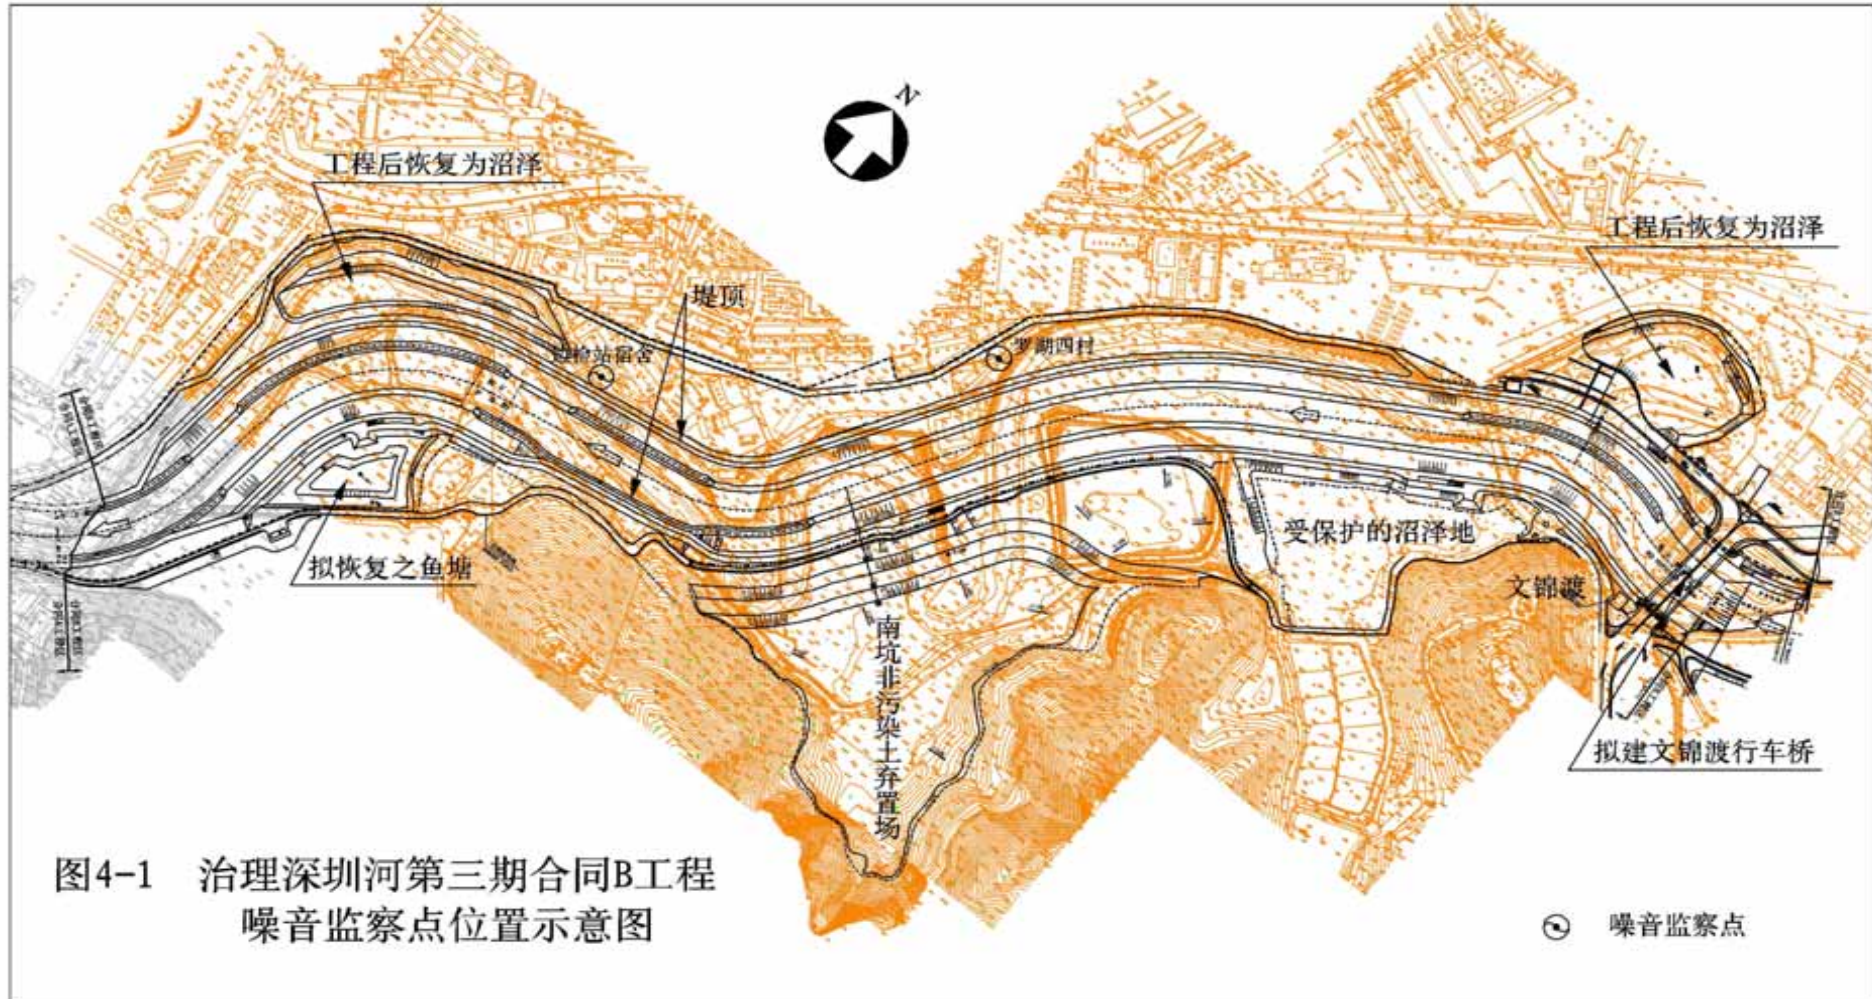 N
工程后恢复为沼泽
工程后恢复为沼泽
堤顶
检站宿舍
罗湖四村
受保护的沼泽地
拟恢复之鱼塘
文锦渡
南坑非污染土弃置场
拟建文锦渡行车桥
图4-1 治理深圳河第三期合同B工程
噪音监察点位置示意图
噪音监察点